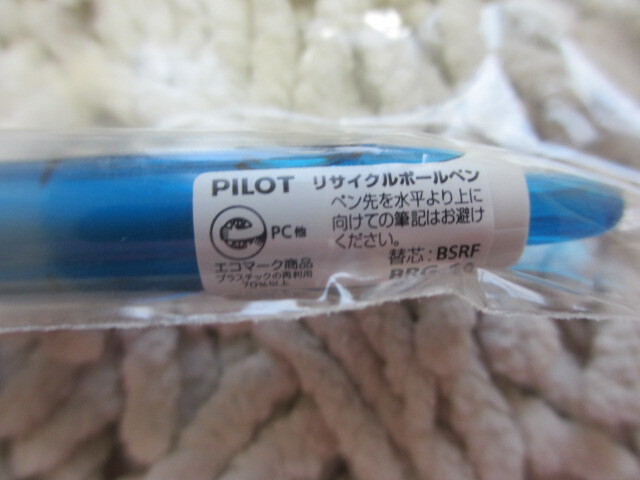 PILOT リサイクルボールペン
ペン先を水平より上に
向けての筆記はお避け
ください。
PC他
エコマーク商品
プラスチックの再利用
70%以上
替芯:BSRF